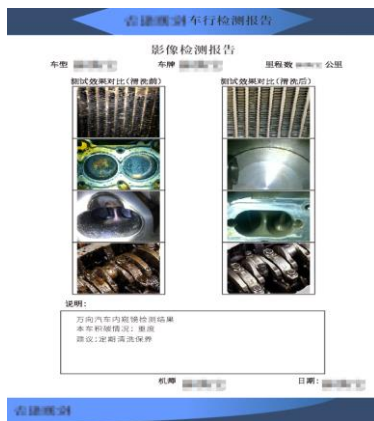 车行检测报告
影像检测报告
车型 车牌 里程数 公里
测试效果对比(清洗前) 测试效果对比(清洗后)
说明:
万向汽车内窥镜检测结果
本车积碳情况: 重度
建议:定期清洗保养
机师 日期: